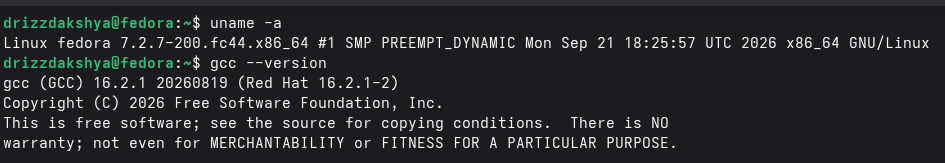 drizzdakshya@fedora:~$ uname -a
Linux fedora 7.2.7-200.fc44.x86_64 #1 SMP PREEMPT_DYNAMIC Mon Sep 21 18:25:57 UTC 2026 x86_64 GNU/Linux
drizzdakshya@fedora:~$ gcc --version
gcc (GCC) 16.2.1 20260819 (Red Hat 16.2.1-2)
Copyright (C) 2026 Free Software Foundation, Inc.
This is free software; see the source for copying conditions.  There is NO
warranty; not even for MERCHANTABILITY or FITNESS FOR A PARTICULAR PURPOSE.